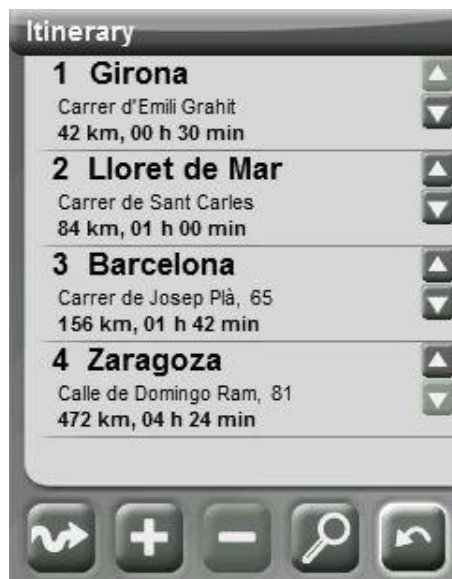 Itinerary
1 Girona
Carrer d'Emili Grahit
42 km, 00 h 30 min
2 Lloret de Mar
Carrer de Sant Carles
84 km, 01 h 00 min
3 Barcelona
Carrer de Josep Plà, 65
156 km, 01 h 42 min
4 Zaragoza
Calle de Domingo Ram, 81
472 km, 04 h 24 min